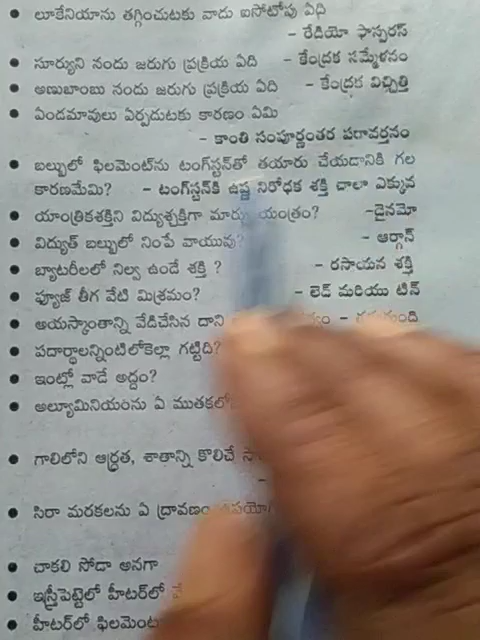 లూకేనియాను తగ్గించుటకు వాడు ఐసోటోపు ఏది
– రేడియో ఫాస్ఫరస్
సూర్యుని నందు జరుగు ప్రక్రియ ఏది – కేంద్రక సమ్మేళనం
అణుబాంబు నందు జరుగు ప్రక్రియ ఏది – కేంద్రక విచ్ఛిత్తి
ఎండమావులు ఏర్పడుటకు కారణం ఏమి
– కాంతి సంపూర్ణంతర పరావర్తనం
బల్బులో ఫిలమెంట్‌ను టంగ్‌స్టన్‌తో తయారు చేయడానికి గల
కారణమేమి? – టంగ్‌స్టన్‌కి ఉష్ణ నిరోధక శక్తి చాలా ఎక్కువ
యాంత్రికశక్తిని విద్యుశ్చక్తిగా మార్చు యంత్రం? –డైనమో
విద్యుత్ బల్బులో నింపే వాయువు? – ఆర్గాన్
బ్యాటరీలలో నిల్వ ఉండే శక్తి ? – రసాయన శక్తి
ఫ్యూజ్ తీగ వేటి మిశ్రమం? – లెడ్ మరియు టిన్
అయస్కాంతాన్ని వేడిచేసిన దాని
పదార్థాలన్నింటిలోకెల్లా గట్టిది?
ఇంట్లో వాడే అద్దం?
అల్యూమినియంను ఏ ముతకలో
గాలిలోని ఆర్ద్రత, శాతాన్ని కొలిచే
సిరా మరకలను ఏ ద్రావణం
చాకలి సోడా అనగా
ఇస్త్రీపెట్టెలో హీటర్‌లో
హీటర్‌లో ఫిలమెంటు